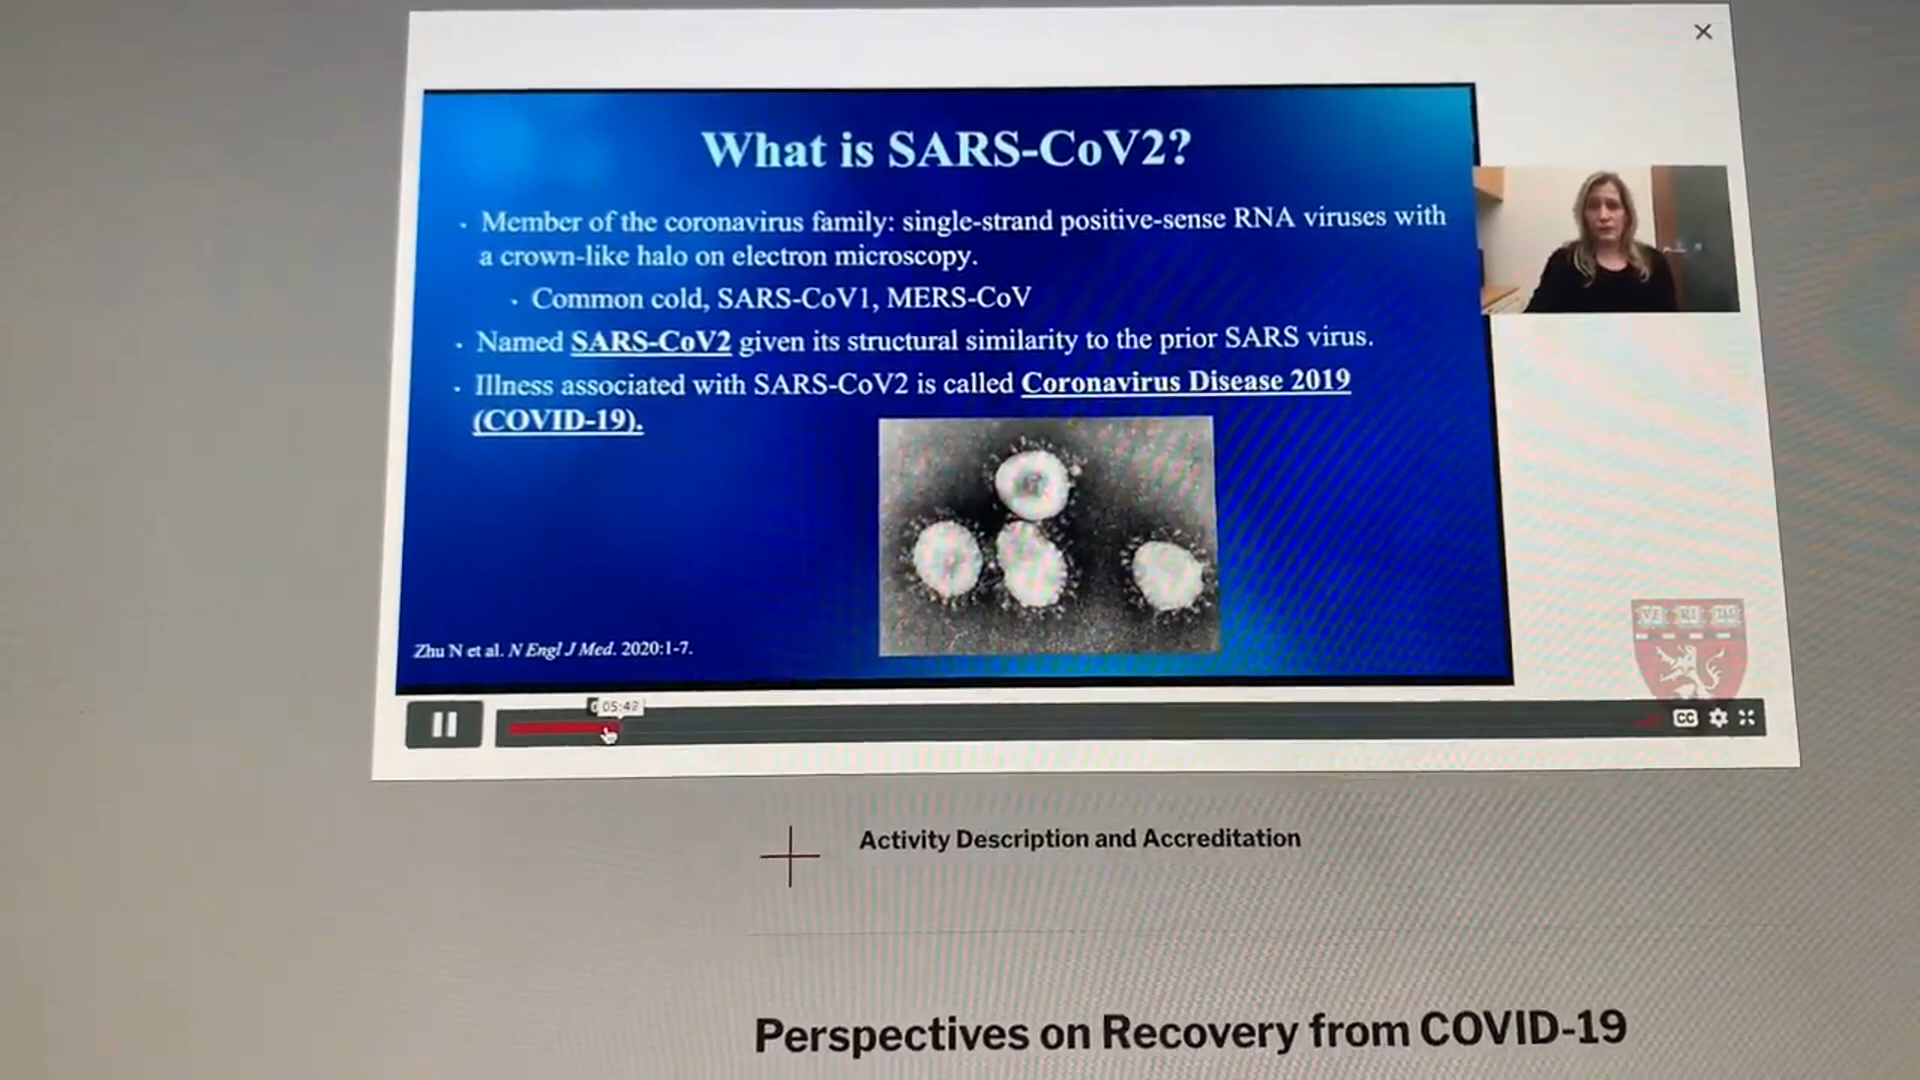 What is SARS-CoV2?
Member of the coronavirus family: single-strand positive-sense RNA viruses with
a crown-like halo on electron microscopy.
Common cold, SARS-CoV1, MERS-CoV
Named SARS-CoV2 given its structural similarity to the prior SARS virus.
Illness associated with SARS-CoV2 is called Coronavirus Disease 2019
(COVID-19).
Zhu N et al. N Engl J Med. 2020:1-7.
CC
Activity Description and Accreditation
Perspectives on Recovery from COVID-19